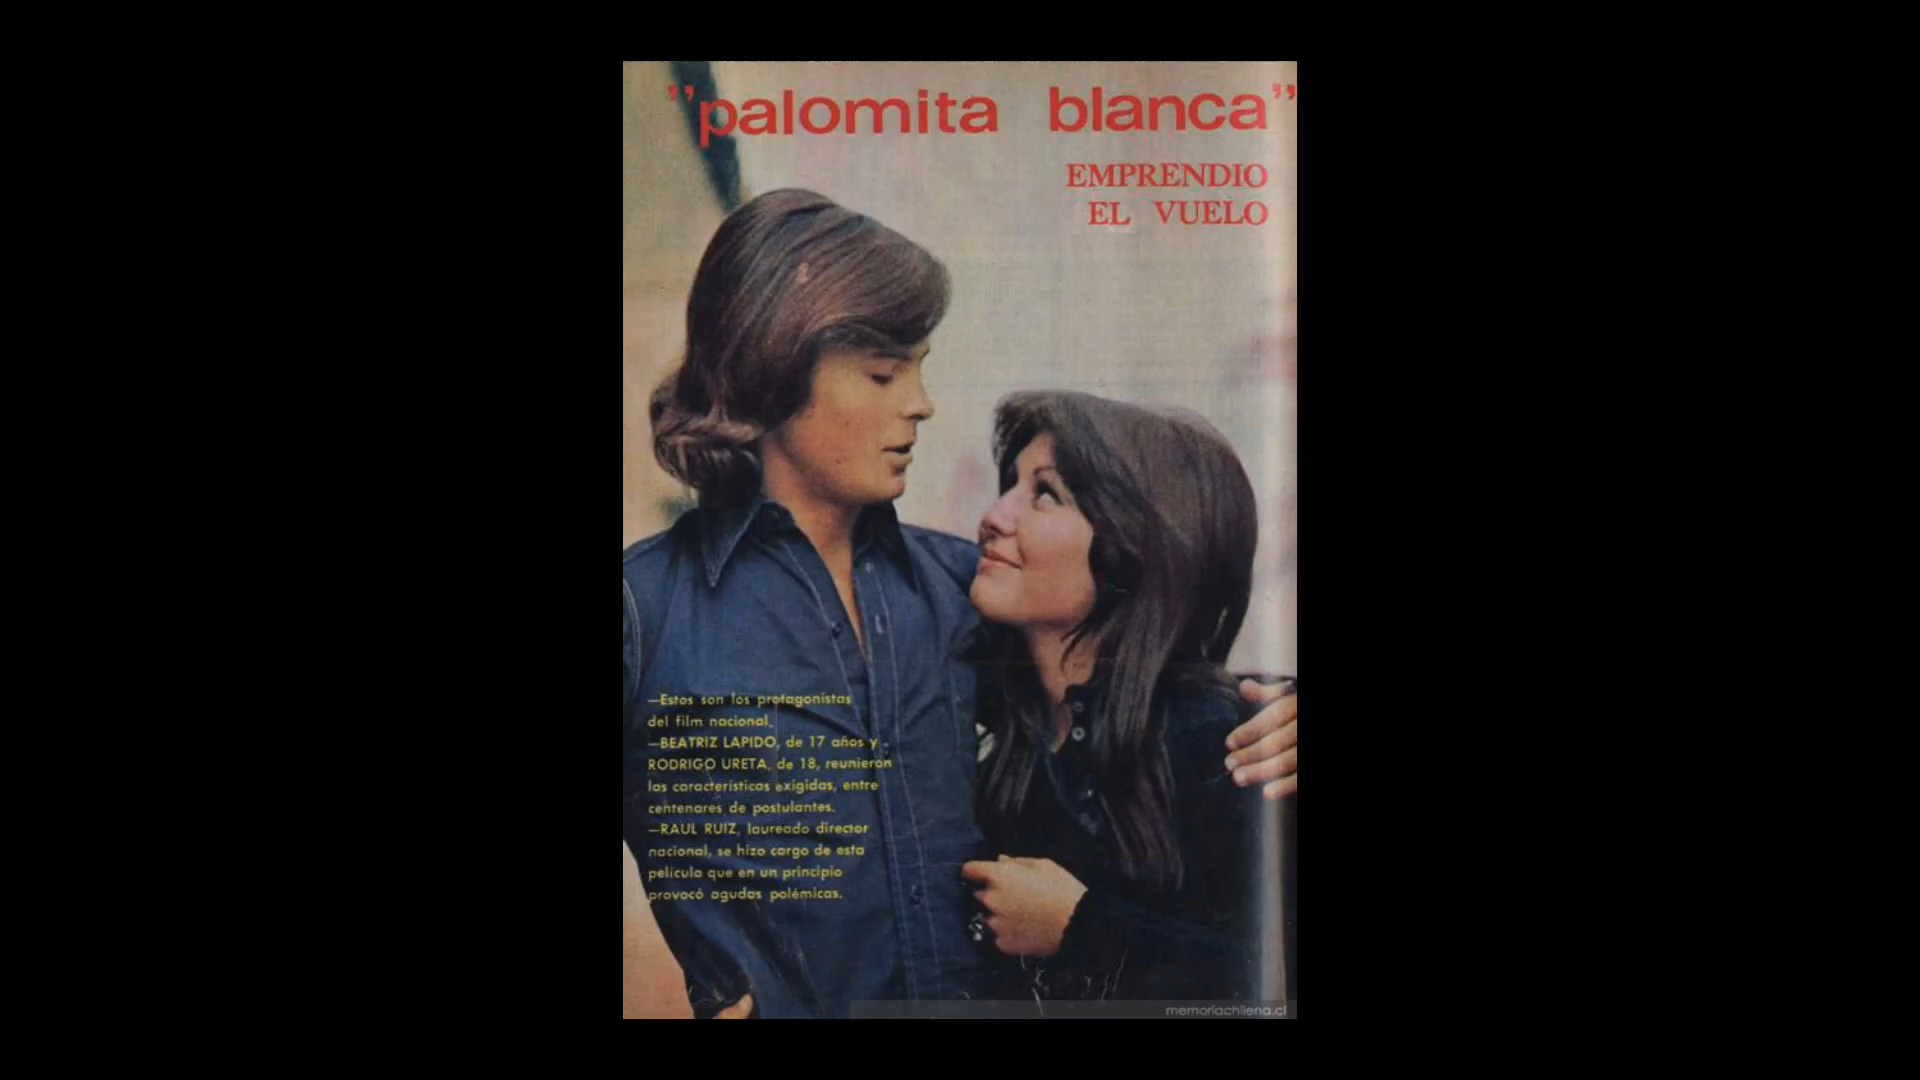 "palomita blanca"
EMPRENDIO
EL VUELO
—Estos son los protagonistas
del film nacional.
—BEATRIZ LAPIDO, de 17 años y
RODRIGO URETA, de 18, reunieron
las características exigidas, entre
centenares de postulantes.
—RAUL RUIZ, laureado director
nacional, se hizo cargo de esta
película que en un principio
provocó agudas polémicas.
memoriachilena.cl